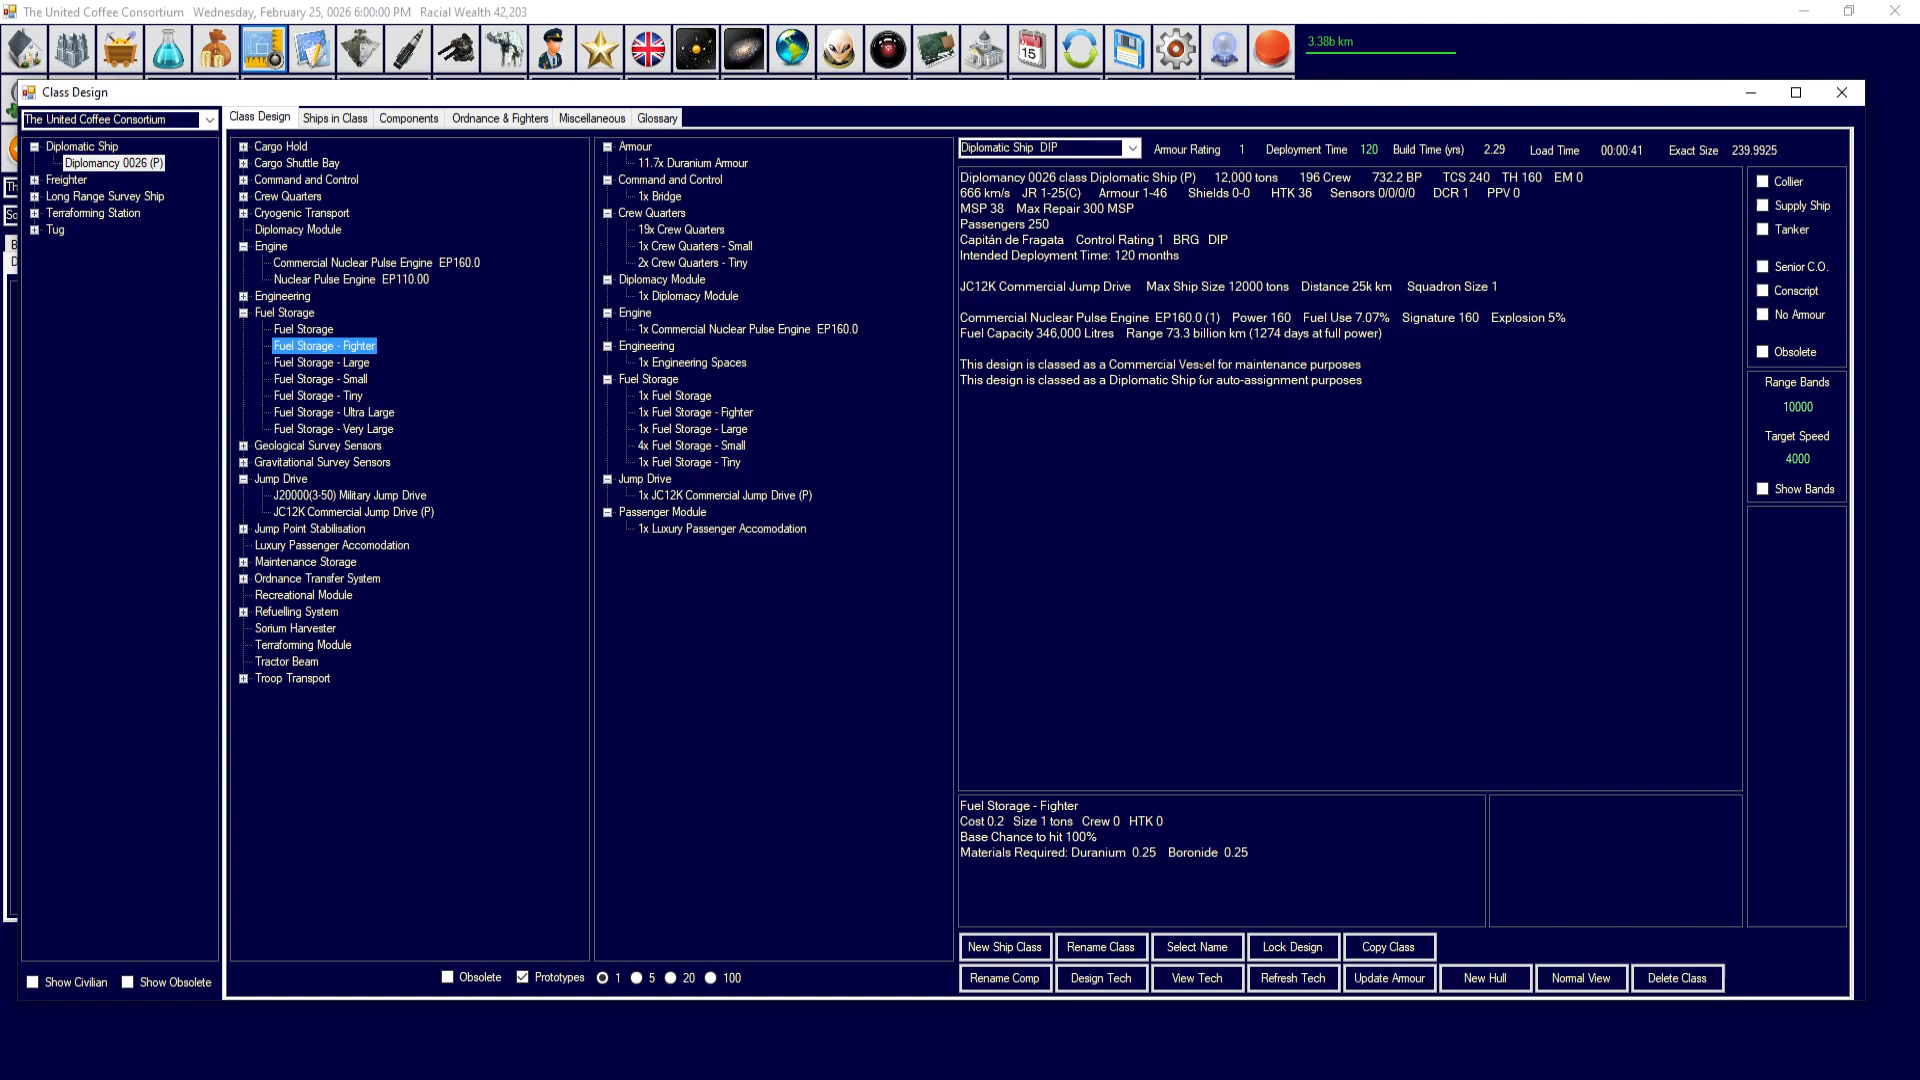 The United Coffee Consortium Wednesday, February 25, 0026 6:00:00 PM Racial Wealth 42,203
15
3.38b km
Class Design
The United Coffee Consortium
Class Design
Ships in Class
Components
Ordnance & Fighters
Miscellaneous
Glossary
Diplomatic Ship
Diplomancy 0026 (P)
Freighter
Long Range Survey Ship
Terraforming Station
Tug
Show Civilian
Show Obsolete
Cargo Hold
Cargo Shuttle Bay
Command and Control
Crew Quarters
Cryogenic Transport
Diplomacy Module
Engine
Commercial Nuclear Pulse Engine EP160.0
Nuclear Pulse Engine EP110.00
Engineering
Fuel Storage
Fuel Storage
Fuel Storage - Fighter
Fuel Storage - Large
Fuel Storage - Small
Fuel Storage - Tiny
Fuel Storage - Ultra Large
Fuel Storage - Very Large
Geological Survey Sensors
Gravitational Survey Sensors
Jump Drive
J20000(3-50) Military Jump Drive
JC12K Commercial Jump Drive (P)
Jump Point Stabilisation
Luxury Passenger Accomodation
Maintenance Storage
Ordnance Transfer System
Recreational Module
Refuelling System
Sorium Harvester
Terraforming Module
Tractor Beam
Troop Transport
Armour
11.7x Duranium Armour
Command and Control
1x Bridge
Crew Quarters
19x Crew Quarters
1x Crew Quarters - Small
2x Crew Quarters - Tiny
Diplomacy Module
1x Diplomacy Module
Engine
1x Commercial Nuclear Pulse Engine EP160.0
Engineering
1x Engineering Spaces
Fuel Storage
1x Fuel Storage
1x Fuel Storage - Fighter
1x Fuel Storage - Large
4x Fuel Storage - Small
1x Fuel Storage - Tiny
Jump Drive
1x JC12K Commercial Jump Drive (P)
Passenger Module
1x Luxury Passenger Accomodation
Obsolete
Prototypes
1
5
20
100
Diplomatic Ship DIP
Armour Rating 1 Deployment Time 120 Build Time (yrs) 2.29 Load Time 00:00:41 Exact Size 239.9925
Diplomancy 0026 class Diplomatic Ship (P) 12,000 tons 196 Crew 732.2 BP TCS 240 TH 160 EM 0
666 km/s JR 1-25(C) Armour 1-46 Shields 0-0 HTK 36 Sensors 0/0/0/0 DCR 1 PPV 0
MSP 38 Max Repair 300 MSP
Passengers 250
Capitán de Fragata Control Rating 1 BRG DIP
Intended Deployment Time: 120 months
JC12K Commercial Jump Drive Max Ship Size 12000 tons Distance 25k km Squadron Size 1
Commercial Nuclear Pulse Engine EP160.0 (1) Power 160 Fuel Use 7.07% Signature 160 Explosion 5%
Fuel Capacity 346,000 Litres Range 73.3 billion km (1274 days at full power)
This design is classed as a Commercial Vessel for maintenance purposes
This design is classed as a Diplomatic Ship for auto-assignment purposes
Fuel Storage - Fighter
Cost 0.2 Size 1 tons Crew 0 HTK 0
Base Chance to hit 100%
Materials Required: Duranium 0.25 Boronide 0.25
Collier
Supply Ship
Tanker
Senior C.O.
Conscript
No Armour
Obsolete
Range Bands
10000
Target Speed
4000
Show Bands
New Ship Class
Rename Class
Select Name
Lock Design
Copy Class
Rename Comp
Design Tech
View Tech
Refresh Tech
Update Armour
New Hull
Normal View
Delete Class